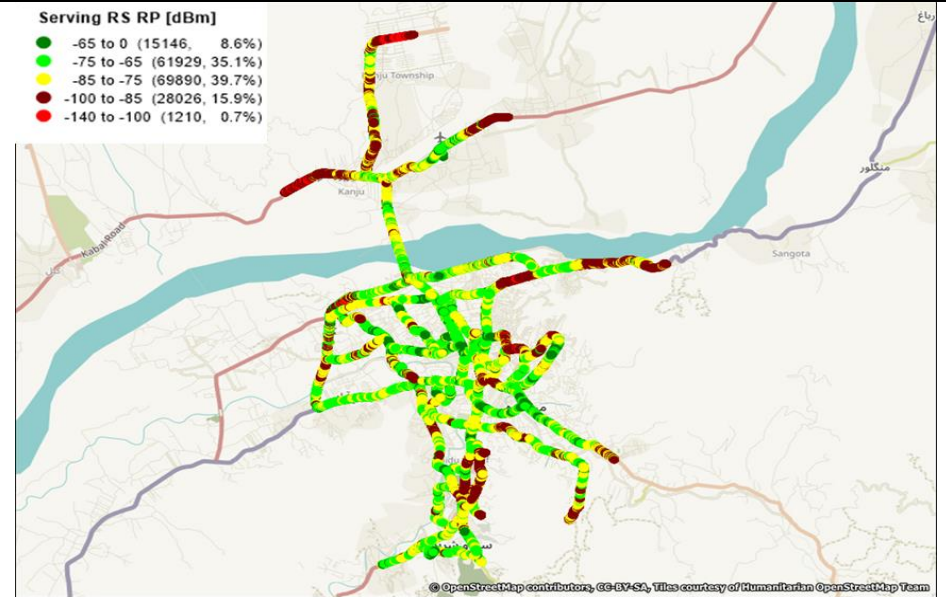 Serving RS RP [dBm]
-65 to 0 (15146, 8.6%)
-75 to -65 (61929, 35.1%)
-85 to -75 (69890, 39.7%)
-100 to -85 (28026, 15.9%)
-140 to -100 (1210, 0.7%)
رباغ
Township
منگلور
Kanju
Kabal Road
Sangota
© OpenStreetMap contributors, CC-BY-SA, Tiles courtesy of Humanitarian OpenStreetMap Team